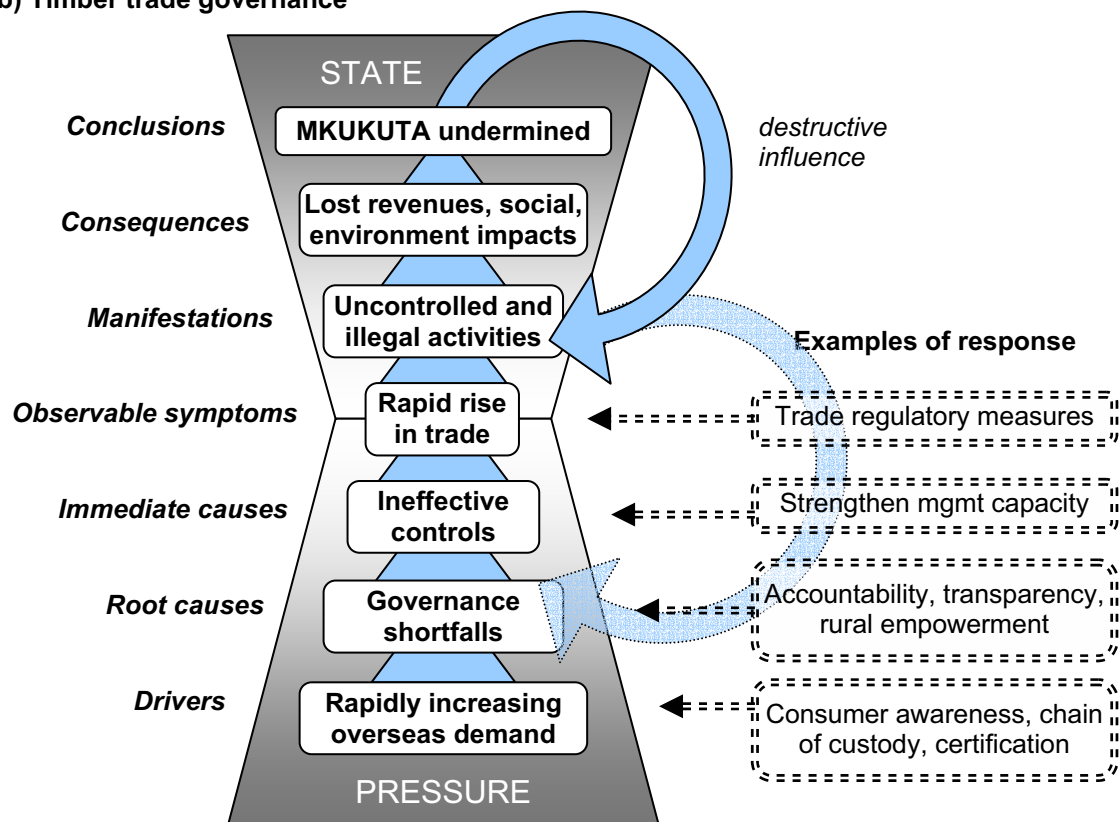 b) Timber trade governance
STATE
Conclusions
MKUKUTA undermined
destructive
influence
Consequences
Lost revenues, social,
environment impacts
Manifestations
Uncontrolled and
illegal activities
Examples of response
Observable symptoms
Rapid rise
in trade
Trade regulatory measures
Immediate causes
Ineffective
controls
Strengthen mgmt capacity
Root causes
Governance
shortfalls
Accountability, transparency,
rural empowerment
Drivers
Rapidly increasing
overseas demand
Consumer awareness, chain
of custody, certification
PRESSURE